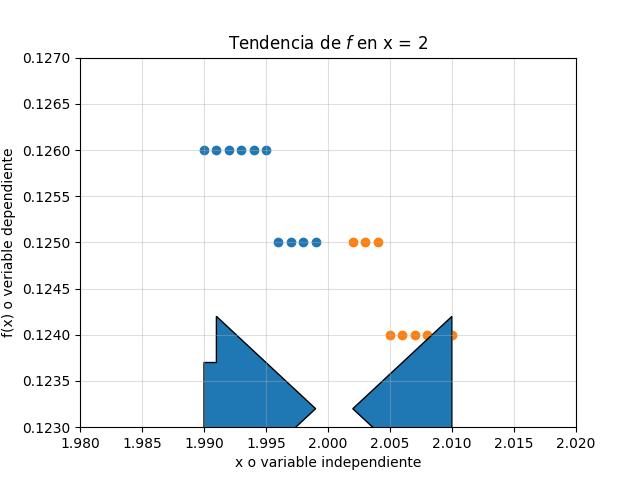 Tendencia de f en x = 2
f(x) o veriable dependiente
0.1270
0.1265
0.1260
0.1255
0.1250
0.1245
0.1240
0.1235
0.1230
1.980 1.985 1.990 1.995 2.000 2.005 2.010 2.015 2.020
x o variable independiente